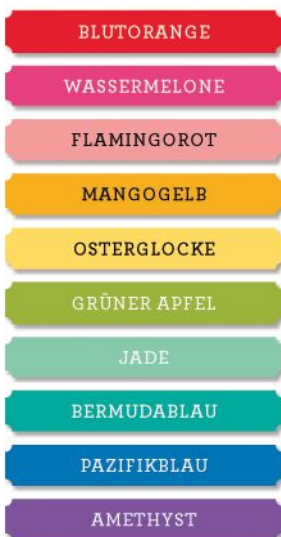 BLUTORANGE
WASSERMELONE
FLAMINGOROT
MANGOGELB
OSTERGLOCKE
GRÜNER APFEL
JADE
BERMUDABLAU
PAZIFIKBLAU
AMETHYST